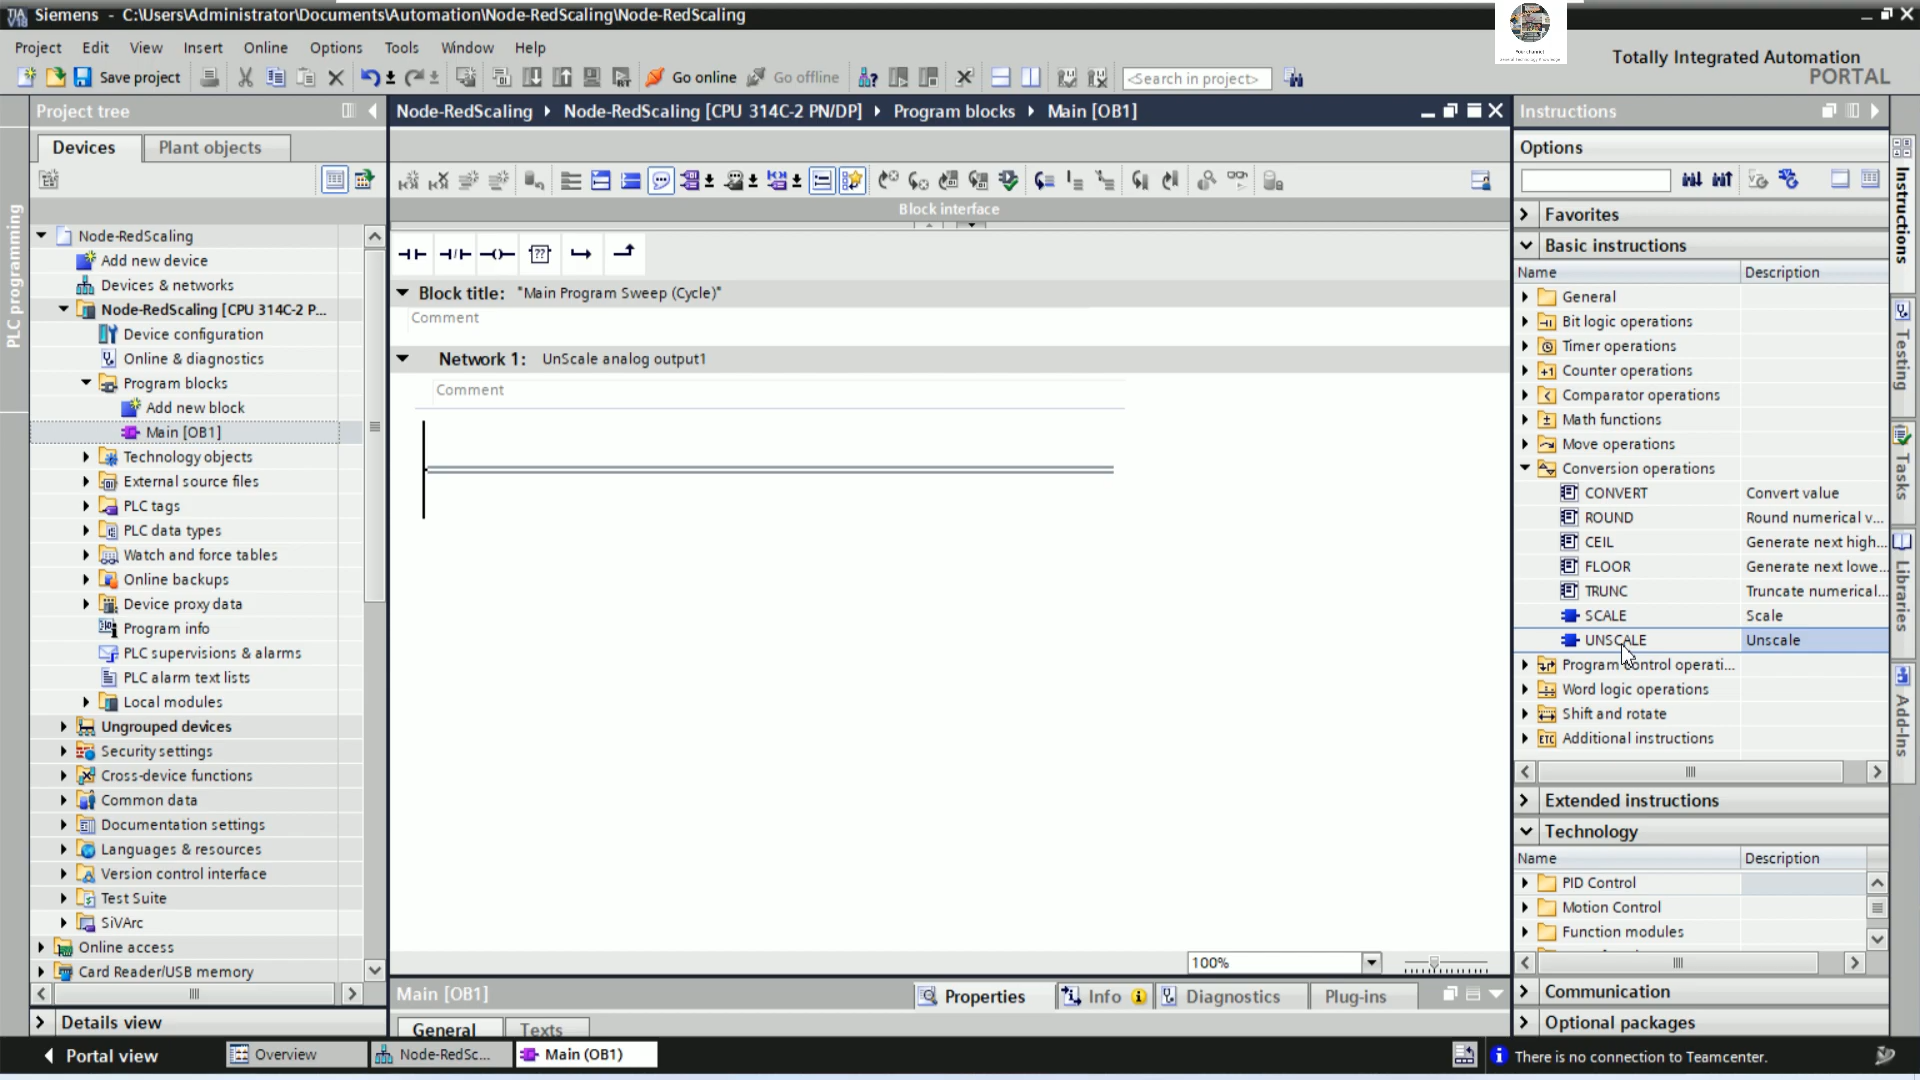 Siemens - C:\Users\Administrator\Documents\Automation\Node-RedScaling\Node-RedScaling
Project Edit View Insert Online Options Tools Window Help
Totally Integrated Automation
PORTAL
Save project
Go online
Go offline
<Search in project>
Project tree
Devices
Plant objects
PLC programming
Node-RedScaling
Add new device
Devices & networks
Node-RedScaling [CPU 314C-2 P...
Device configuration
Online & diagnostics
Program blocks
Add new block
Main [OB1]
Technology objects
External source files
PLC tags
PLC data types
Watch and force tables
Online backups
Device proxy data
Program info
PLC supervisions & alarms
PLC alarm text lists
Local modules
Ungrouped devices
Security settings
Cross-device functions
Common data
Documentation settings
Languages & resources
Version control interface
Test Suite
SiVArc
Online access
Card Reader/USB memory
Details view
Node-RedScaling Node-RedScaling [CPU 314C-2 PN/DP] Program blocks Main [OB1]
Block interface
??
Block title: "Main Program Sweep (Cycle)"
Comment
Network 1: UnScale analog output1
Comment
100%
Main [OB1]
Properties
Info
Diagnostics
Plug-ins
General
Texts
Instructions
Options
Favorites
Basic instructions
Name Description
General
Bit logic operations
Timer operations
Counter operations
Comparator operations
Math functions
Move operations
Conversion operations
CONVERT Convert value
ROUND Round numerical v...
CEIL Generate next high...
FLOOR Generate next lowe...
TRUNC Truncate numerical...
SCALE Scale
UNSCALE Unscale
Program control operati...
Word logic operations
Shift and rotate
Additional instructions
Extended instructions
Technology
Name Description
PID Control
Motion Control
Function modules
Communication
Optional packages
Instructions
Testing
Tasks
Libraries
Add-Ins
Portal view
Overview
Node-RedSc...
Main (OB1)
There is no connection to Teamcenter.